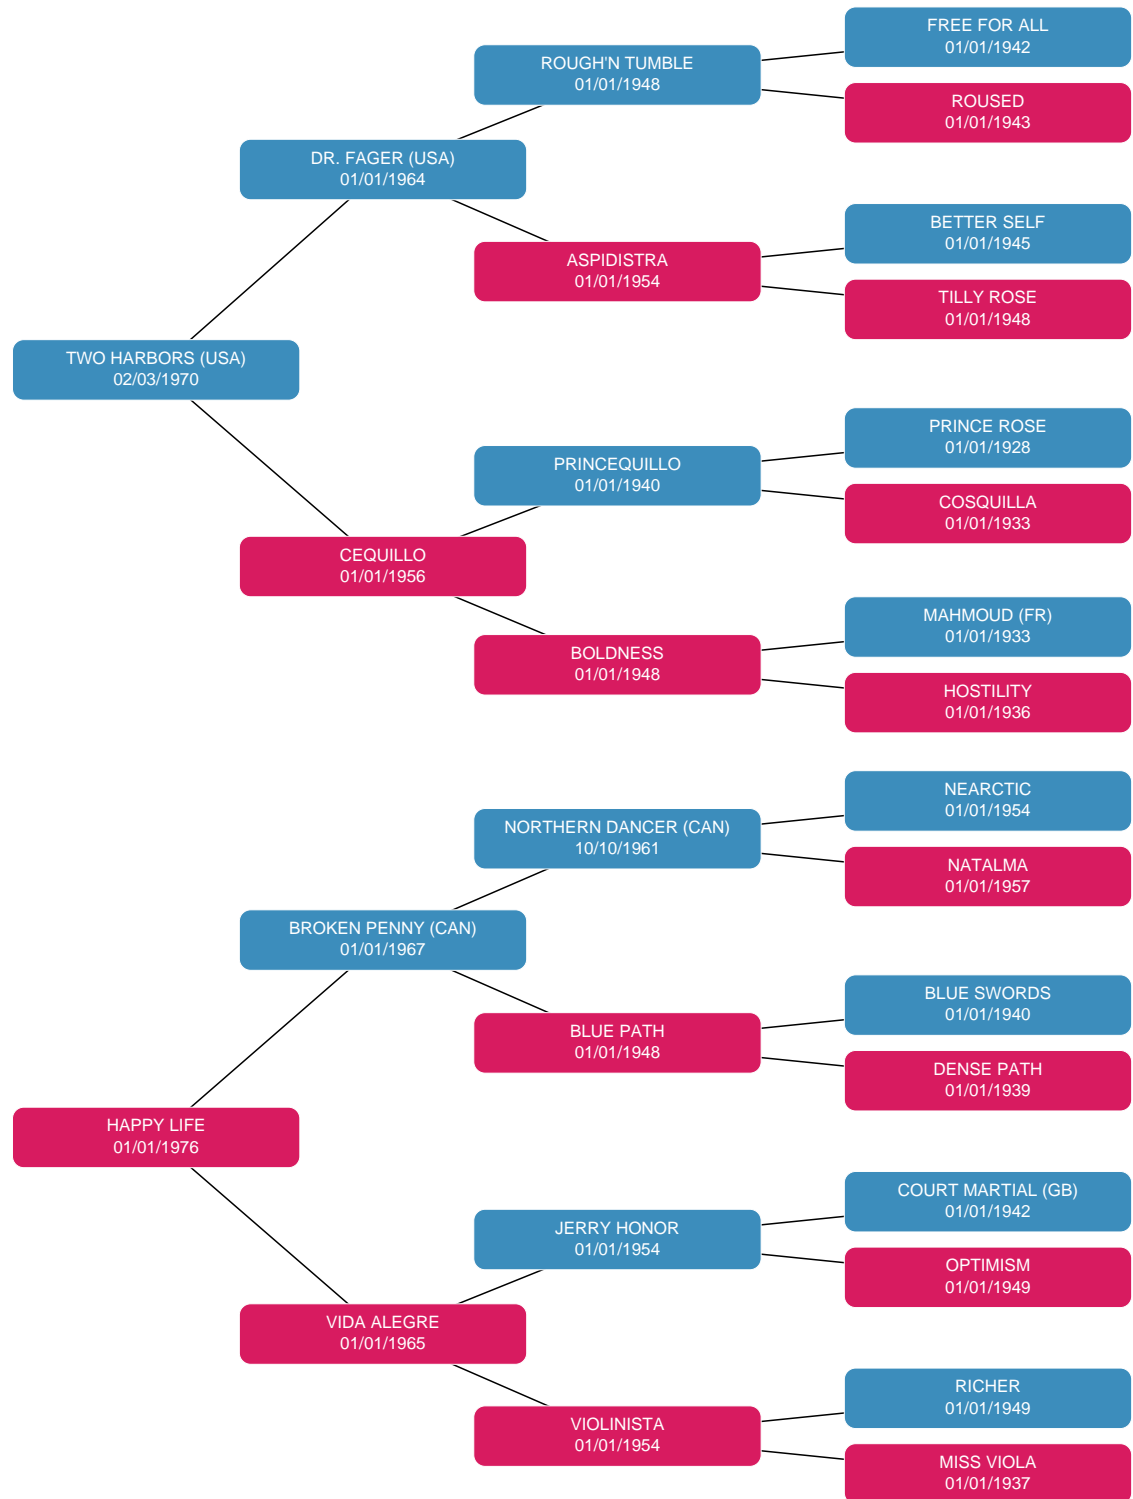 FREE FOR ALL
01/01/1942
ROUGH'N TUMBLE
01/01/1948
ROUSED
01/01/1943
DR. FAGER (USA)
01/01/1964
BETTER SELF
01/01/1945
ASPIDISTRA
01/01/1954
TILLY ROSE
01/01/1948
TWO HARBORS (USA)
02/03/1970
PRINCE ROSE
01/01/1928
PRINCEQUILLO
01/01/1940
COSQUILLA
01/01/1933
CEQUILLO
01/01/1956
MAHMOUD (FR)
01/01/1933
BOLDNESS
01/01/1948
HOSTILITY
01/01/1936
NEARCTIC
01/01/1954
NORTHERN DANCER (CAN)
10/10/1961
NATALMA
01/01/1957
BROKEN PENNY (CAN)
01/01/1967
BLUE SWORDS
01/01/1940
BLUE PATH
01/01/1948
DENSE PATH
01/01/1939
HAPPY LIFE
01/01/1976
COURT MARTIAL (GB)
01/01/1942
JERRY HONOR
01/01/1954
OPTIMISM
01/01/1949
VIDA ALEGRE
01/01/1965
RICHER
01/01/1949
VIOLINISTA
01/01/1954
MISS VIOLA
01/01/1937